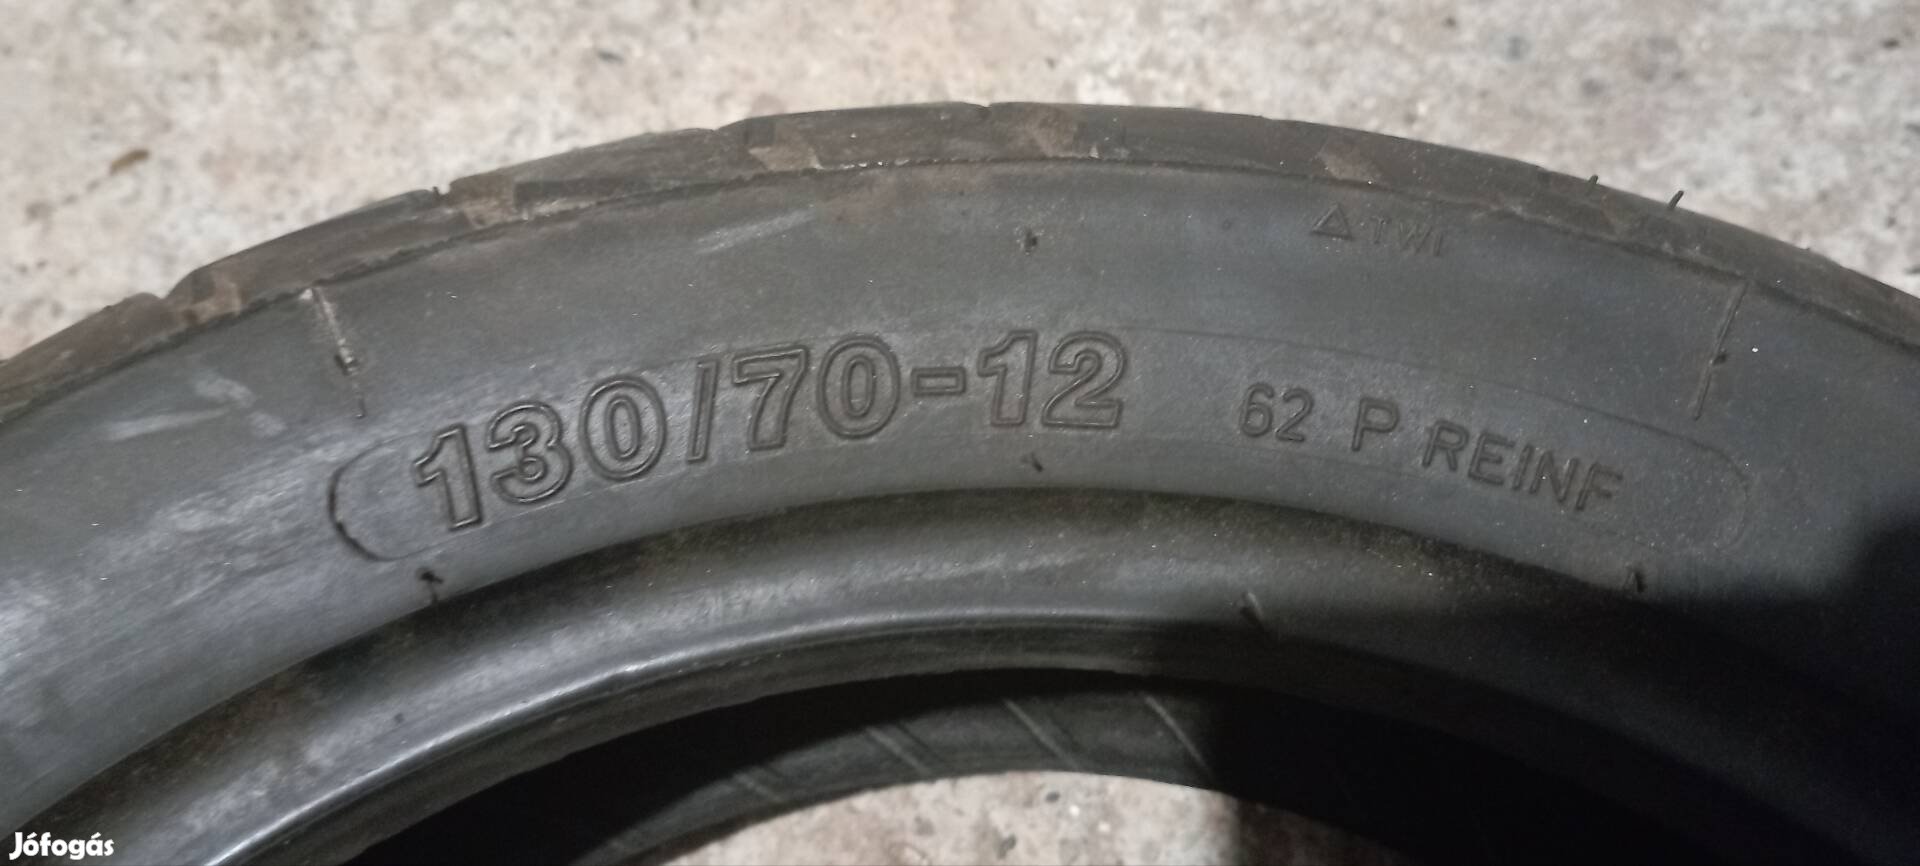 △ TWI
130/70-12 62 P REINF
Jófogás